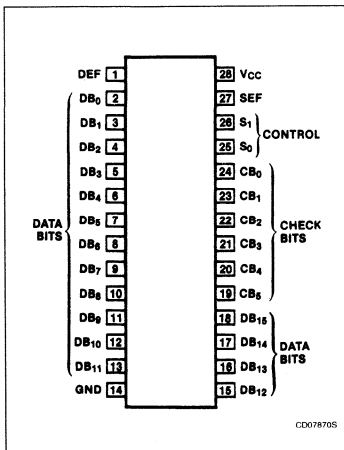 DEF 1 28 VCC
DB0 2 27 SEF
DB1 3 26 S1
DB2 4 25 S0
CONTROL
DB3 5 24 CB0
DB4 6 23 CB1
DB5 7 22 CB2
DB6 8 21 CB3
DB7 9 20 CB4
DB8 10 19 CB5
DATA
BITS
CHECK
BITS
DB9 11 18 DB15
DB10 12 17 DB14
DB11 13 16 DB13
GND 14 15 DB12
DATA
BITS
CD07870S